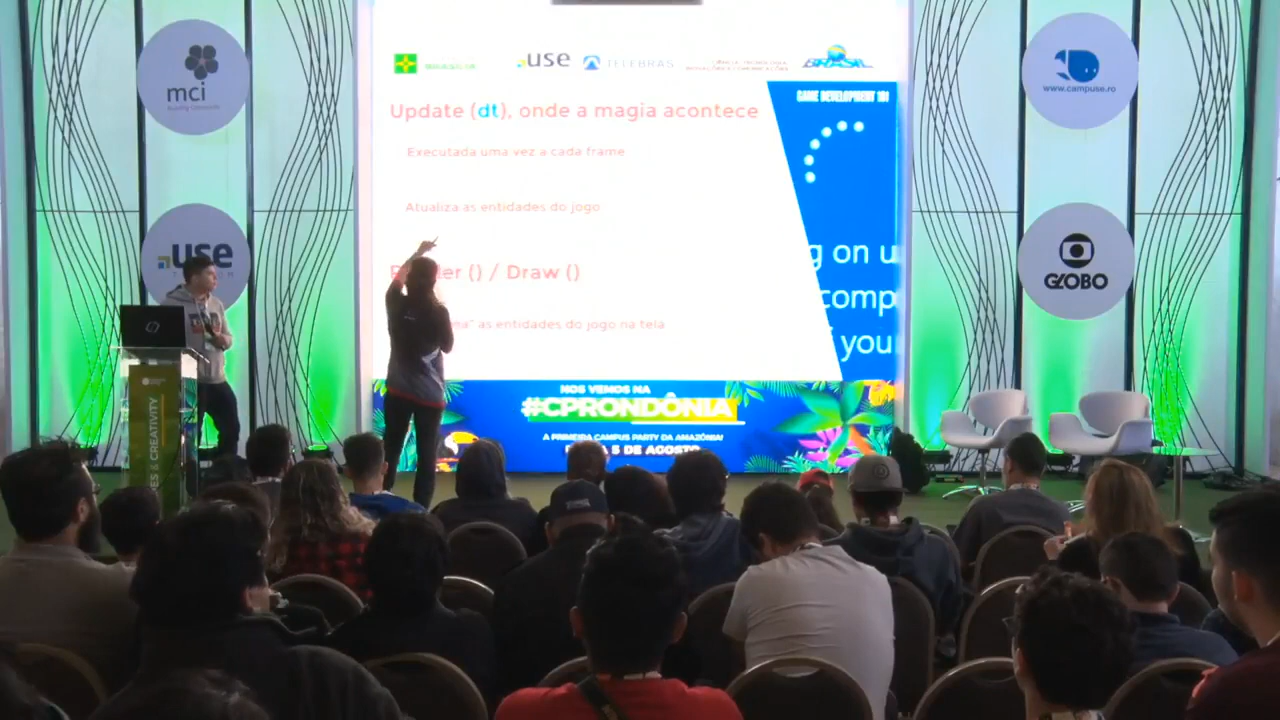 mci
use
www.campuse.ro
GLOBO
BRASÍLIA
.use
TELEBRAS
BRASIL
GAME DEVELOPMENT 101
Update (dt), onde a magia acontece
Executada uma vez a cada frame
Atualiza as entidades do jogo
/ Draw ()
as entidades do jogo na tela
g on u
comp
you
NOS VEMOS NA
#CPRONDÔNIA
A PRIMEIRA CAMPUS PARTY DA AMAZÔNIA!
5 DE AGOSTO
& CREATIVITY